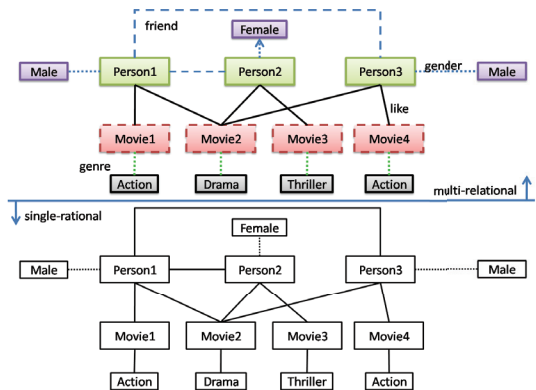 friend
Female
Male
Person1
Person2
Person3
gender
Male
like
Movie1
Movie2
Movie3
Movie4
genre
Action
Drama
Thriller
Action
multi-relational
single-rational
Female
Male
Person1
Person2
Person3
Male
Movie1
Movie2
Movie3
Movie4
Action
Drama
Thriller
Action